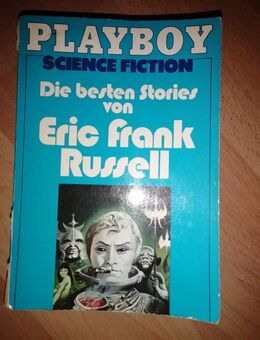 PLAYBOY
SCIENCE FICTION
Die besten Stories
von
Eric Frank
Russell